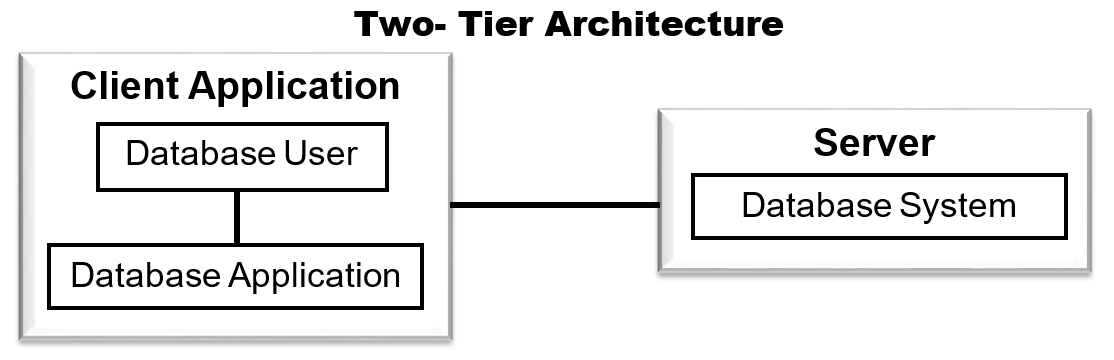 Two- Tier Architecture
Client Application
Database User
Database Application
Server
Database System